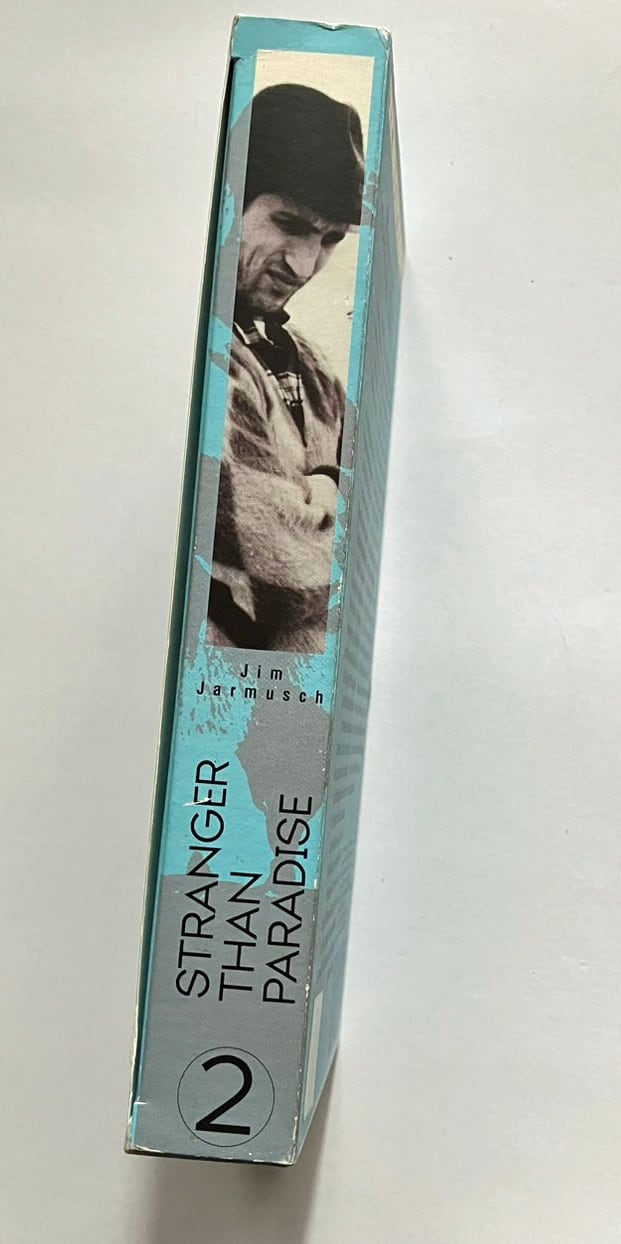 Jim
Jarmusch
STRANGER
THAN
PARADISE
2